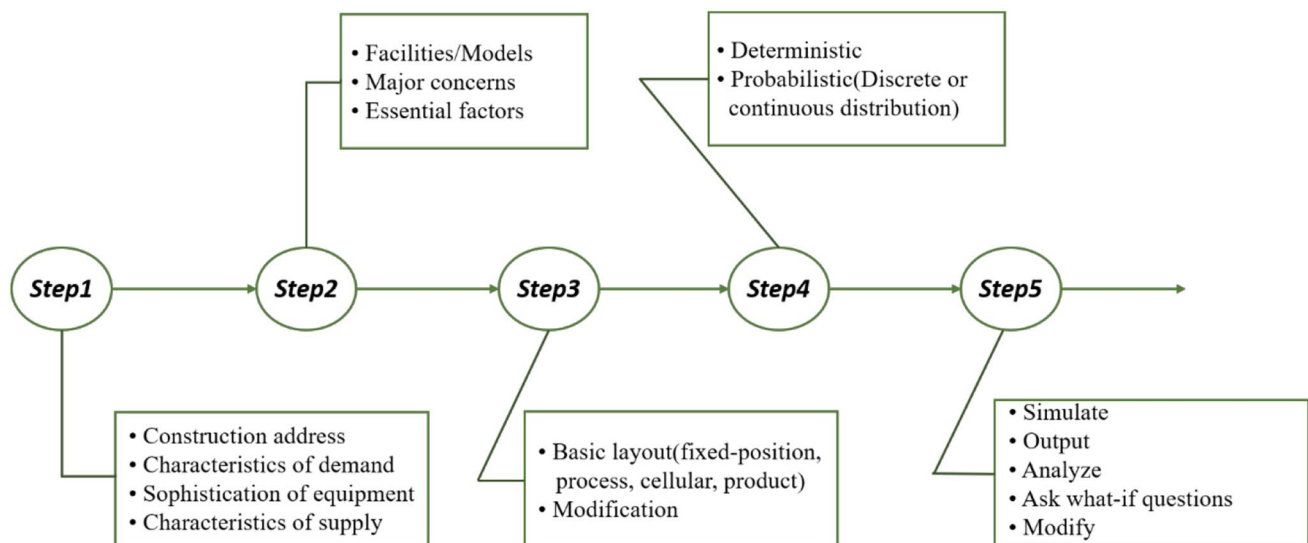 • Facilities/Models
• Major concerns
• Essential factors
• Deterministic
• Probabilistic(Discrete or
continuous distribution)
Step1
Step2
Step3
Step4
Step5
• Construction address
• Characteristics of demand
• Sophistication of equipment
• Characteristics of supply
• Basic layout(fixed-position,
process, cellular, product)
• Modification
• Simulate
• Output
• Analyze
• Ask what-if questions
• Modify